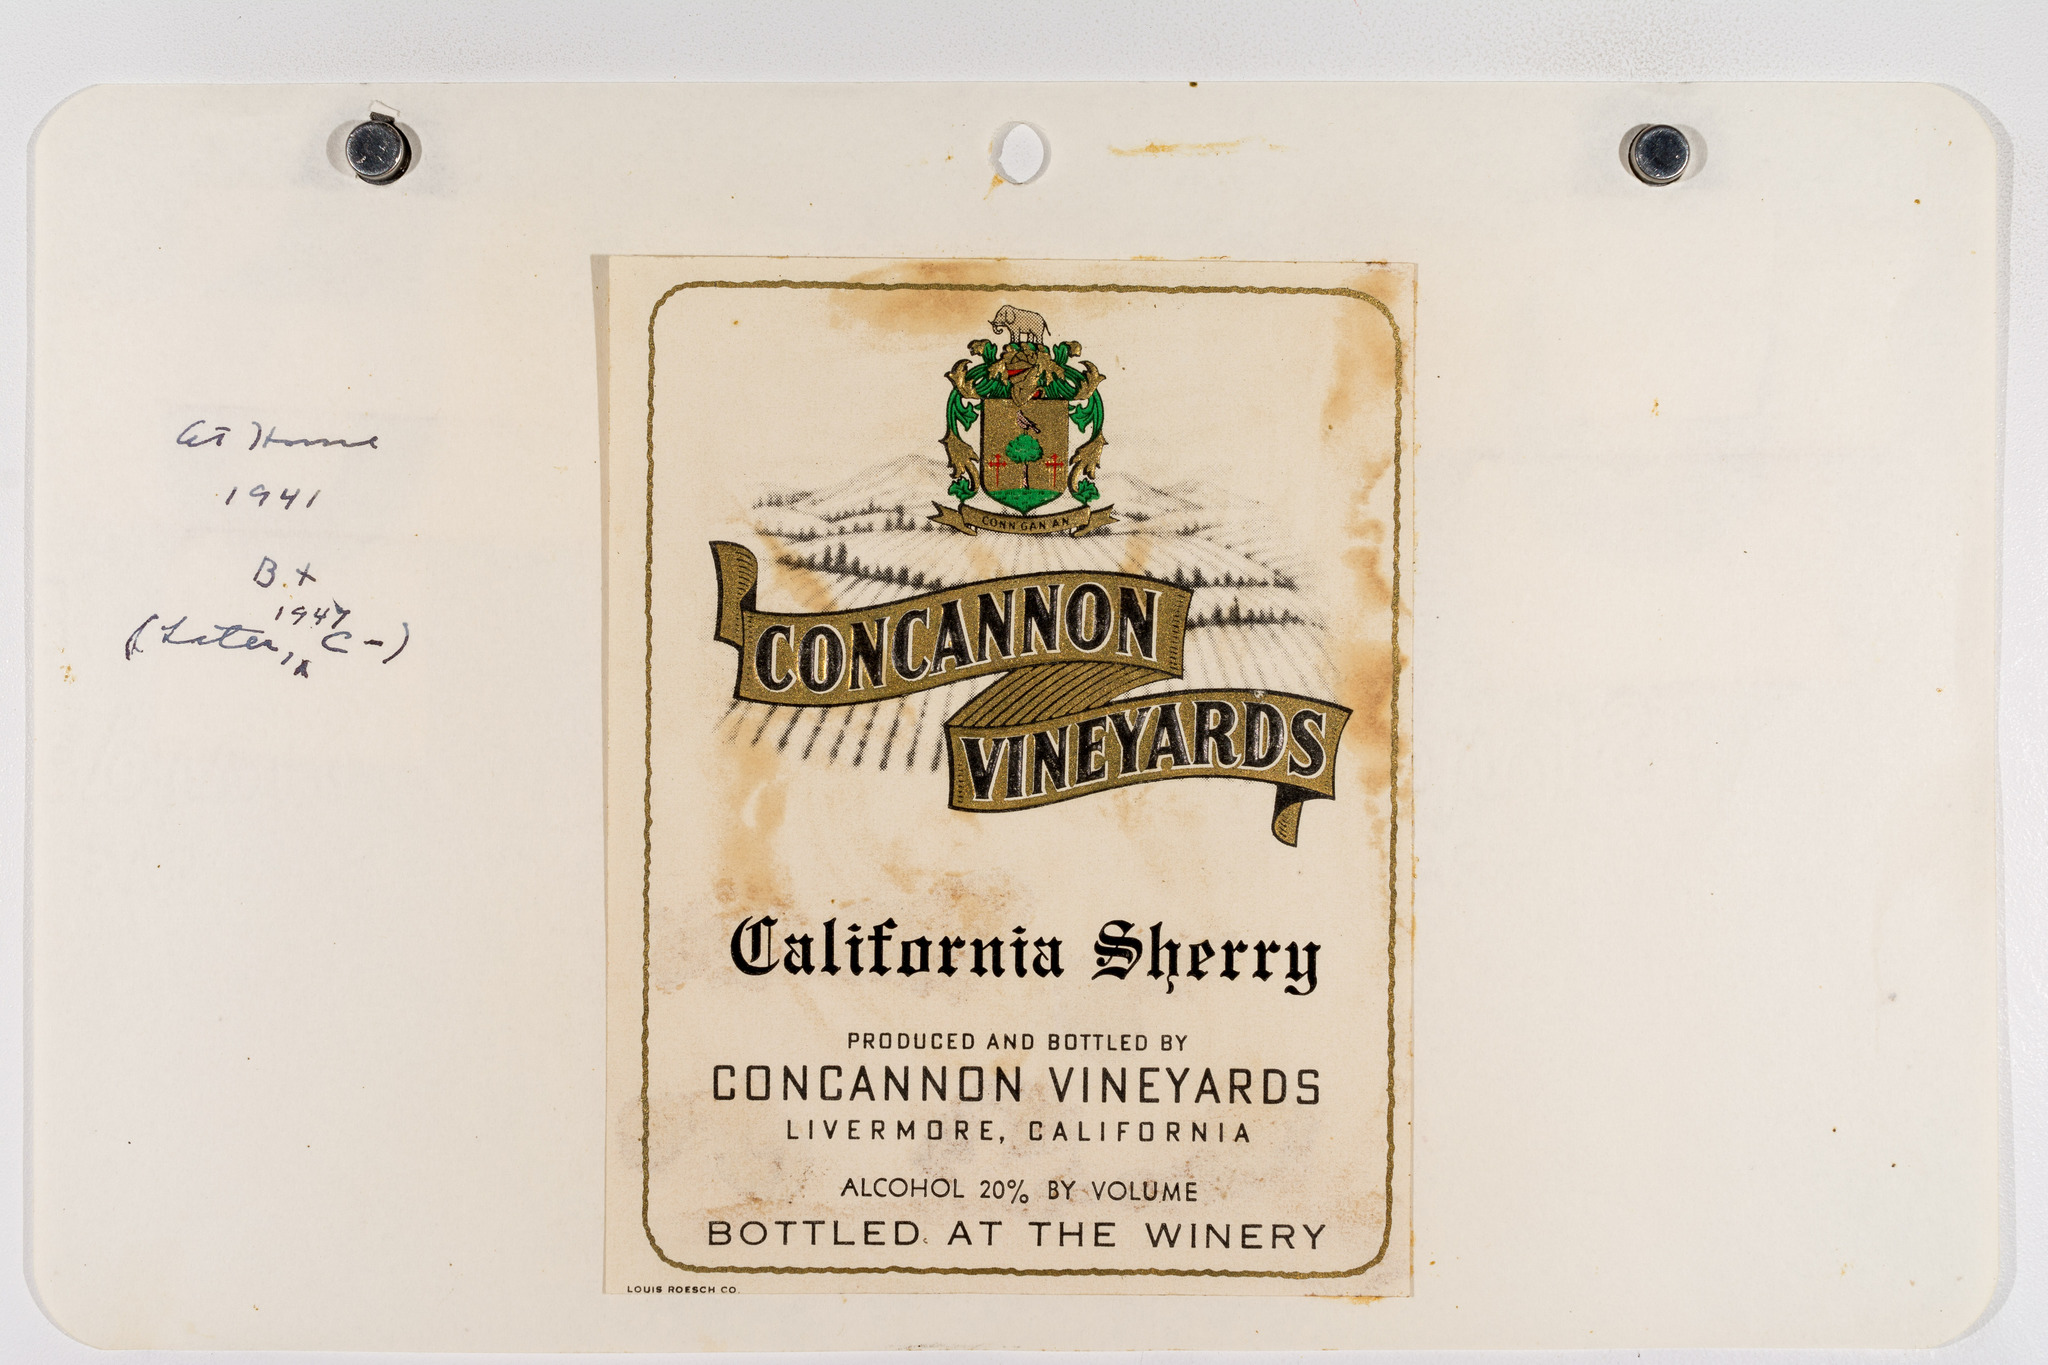 At Home
1941
B+
1947
(Later, C-)
CONN GAN AN
CONCANNON
VINEYARDS
California Sherry
PRODUCED AND BOTTLED BY
CONCANNON VINEYARDS
LIVERMORE, CALIFORNIA
ALCOHOL 20% BY VOLUME
BOTTLED AT THE WINERY
LOUIS ROESCH CO.